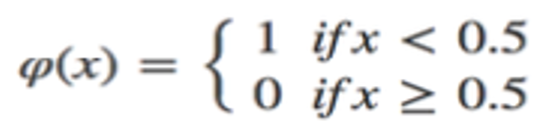 φ(x) = { 1 if x < 0.5
0 if x ≥ 0.5